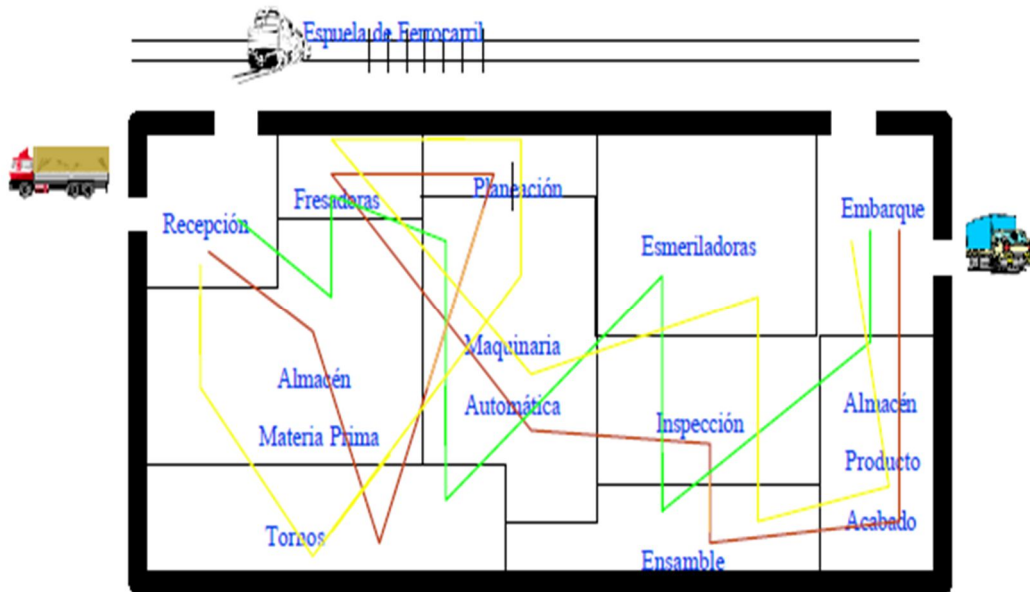 Espuela de Ferrocarril
Planeación
Fresadoras
Recepción
Embarque
Esmeriladoras
Maquinaria
Automática
Almacén
Materia Prima
Inspección
Almacén
Producto
Acabado
Tornos
Ensamble